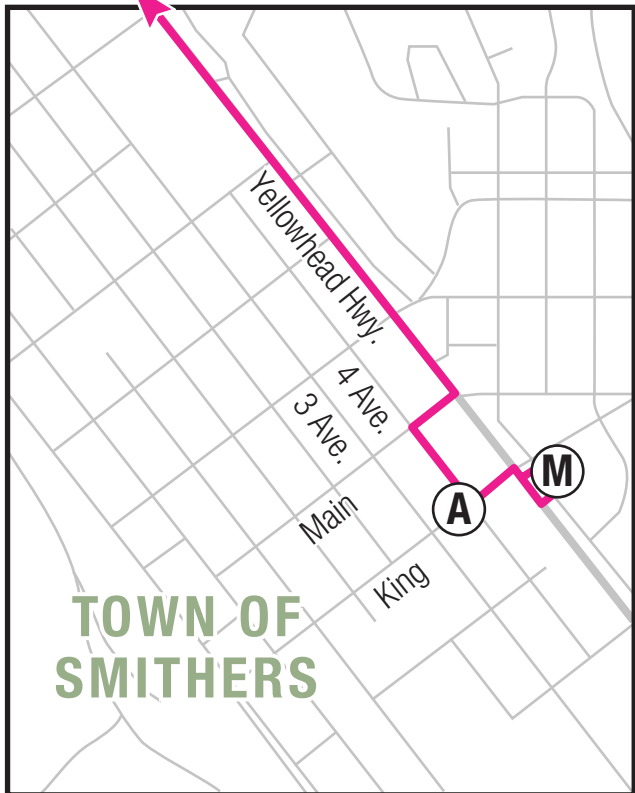 Yellowhead Hwy.
4 Ave.
3 Ave.
Main
King
A
M
TOWN OF
SMITHERS